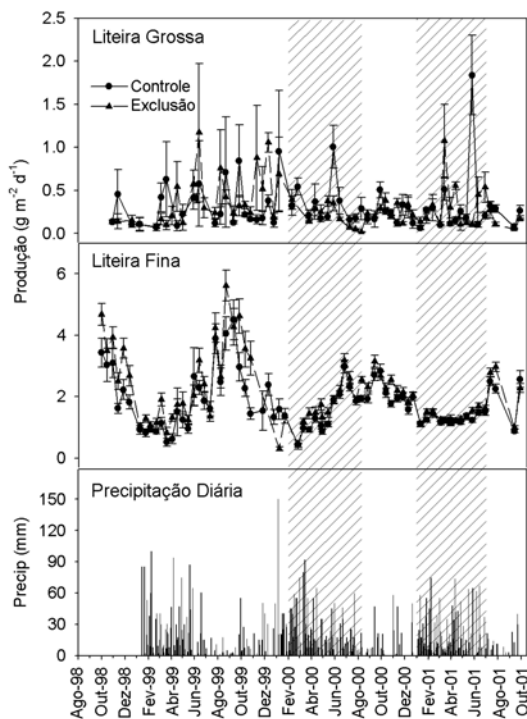 2.5
Liteira Grossa
2.0
Controle
Exclusão
1.5
1.0
0.5
0.0
Produção (g m⁻² d⁻¹)
Liteira Fina
6
4
2
0
Precipitação Diária
150
120
90
60
30
0
Precip (mm)
Ago-98
Out-98
Dez-98
Fev-99
Abr-99
Jun-99
Ago-99
Out-99
Dez-99
Fev-00
Abr-00
Jun-00
Ago-00
Out-00
Dez-00
Fev-01
Abr-01
Jun-01
Ago-01
Out-01